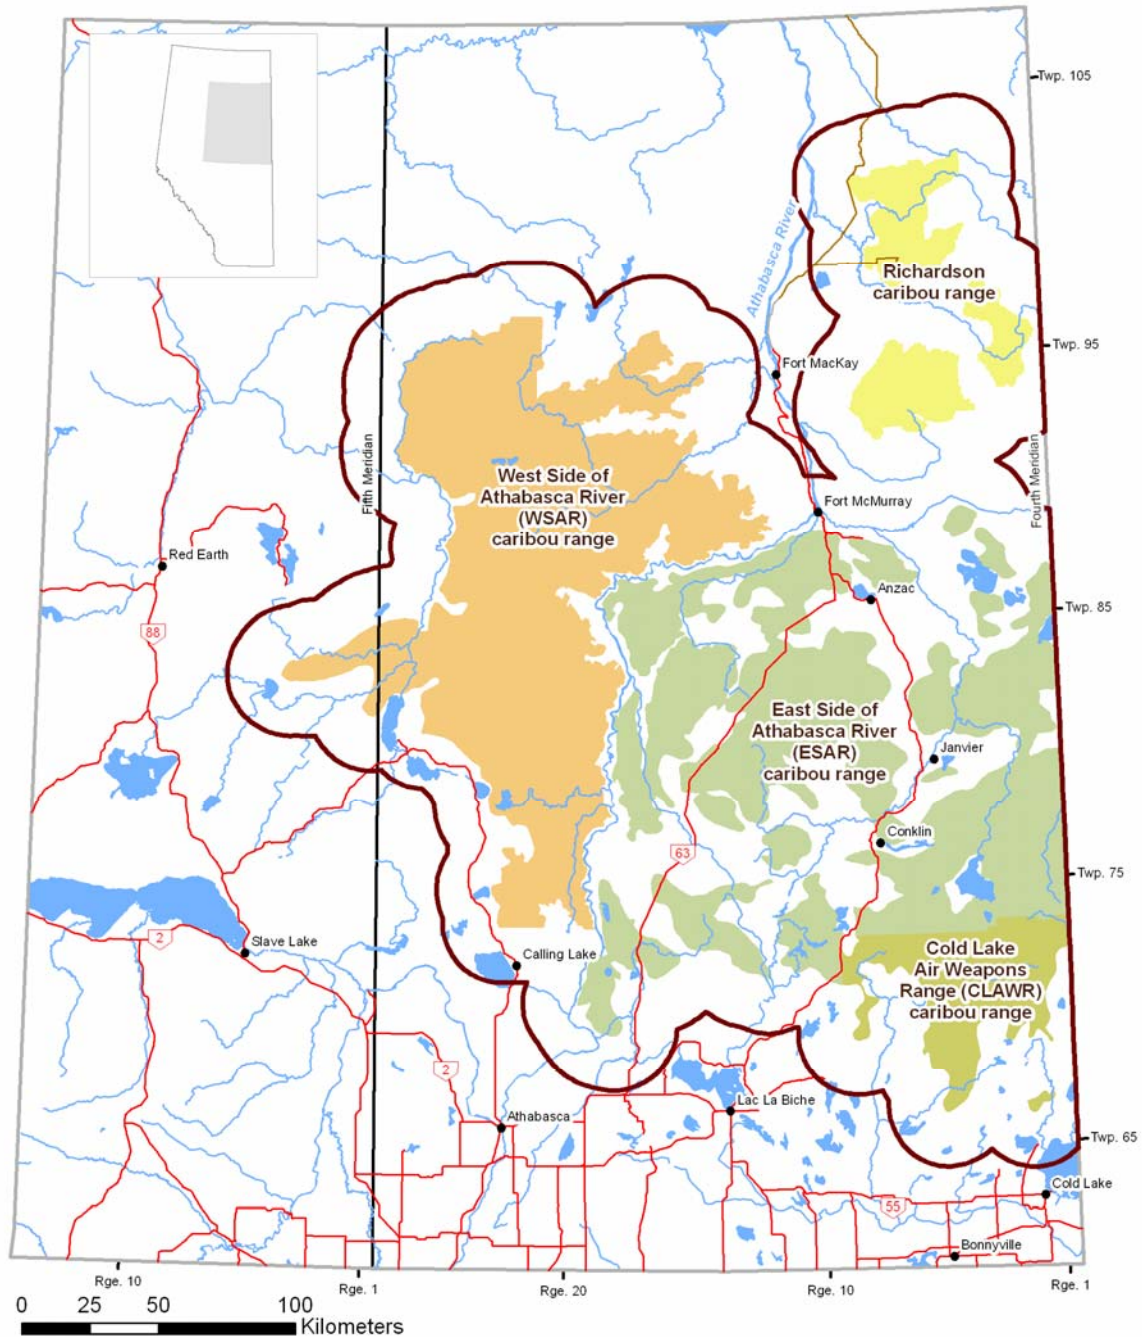 Twp. 105
Athabasca River
Richardson
caribou range
Twp. 95
Fort MacKay
Fifth Meridian
Fourth Meridian
West Side of
Athabasca River
(WSAR)
caribou range
Fort McMurray
Red Earth
Anzac
Twp. 85
88
East Side of
Athabasca River
(ESAR)
caribou range
Janvier
Conklin
63
Twp. 75
2
Slave Lake
Calling Lake
Cold Lake
Air Weapons
Range (CLAWR)
caribou range
2
Lac La Biche
Athabasca
Twp. 65
Cold Lake
55
Bonnyville
Rge. 10
Rge. 1
Rge. 20
Rge. 10
Rge. 1
0 25 50 100
Kilometers